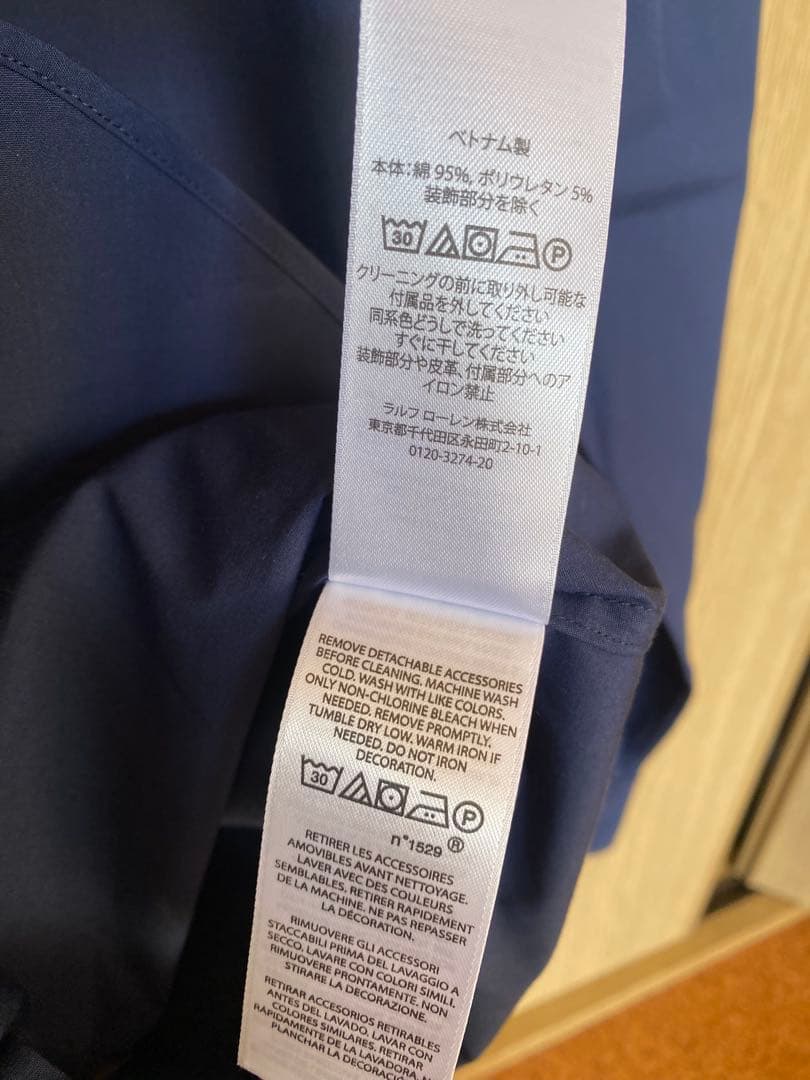 ベトナム製
本体：綿 95%, ポリウレタン 5%
装飾部分を除く
30 P
クリーニングの前に取り外し可能な
付属品を外してください
同系色どうしで洗ってください
すぐに干してください
装飾部分や皮革、付属部分へのア
イロン禁止
ラルフ ローレン株式会社
東京都千代田区永田町2-10-1
0120-3274-20
REMOVE DETACHABLE ACCESSORIES
BEFORE CLEANING. MACHINE WASH
COLD. WASH WITH LIKE COLORS.
ONLY NON-CHLORINE BLEACH WHEN
NEEDED. REMOVE PROMPTLY.
TUMBLE DRY LOW. WARM IRON IF
NEEDED, DO NOT IRON
DECORATION.
30 P
n°1529 ®
RETIRER LES ACCESSOIRES
AMOVIBLES AVANT NETTOYAGE.
LAVER AVEC DES COULEURS
SEMBLABLES, RETIRER RAPIDEMENT
DE LA MACHINE. NE PAS REPASSER
LA DÉCORATION.
RIMUOVERE GLI ACCESSORI
STACCABILI PRIMA DEL LAVAGGIO A
SECCO. LAVARE CON COLORI SIMILI.
RIMUOVERE PRONTAMENTE. NON
STIRARE LA DECORAZIONE.
RETIRAR ACCESORIOS RETIRABLES
ANTES DEL LAVADO, LAVAR CON
COLORES SIMILARES. RETIRAR
RÁPIDAMENTE DE LA LAVADORA, NO
PLANCHAR LA DECORACIÓN.